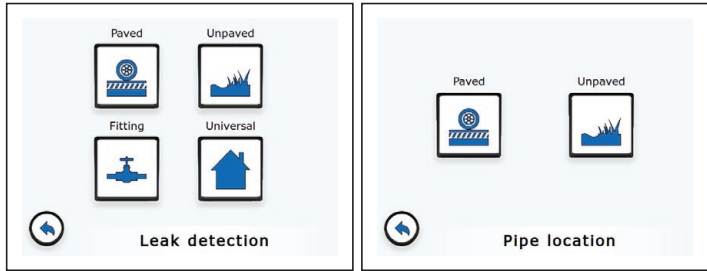 Paved Unpaved
Fitting Universal
Leak detection
Paved Unpaved
Pipe location